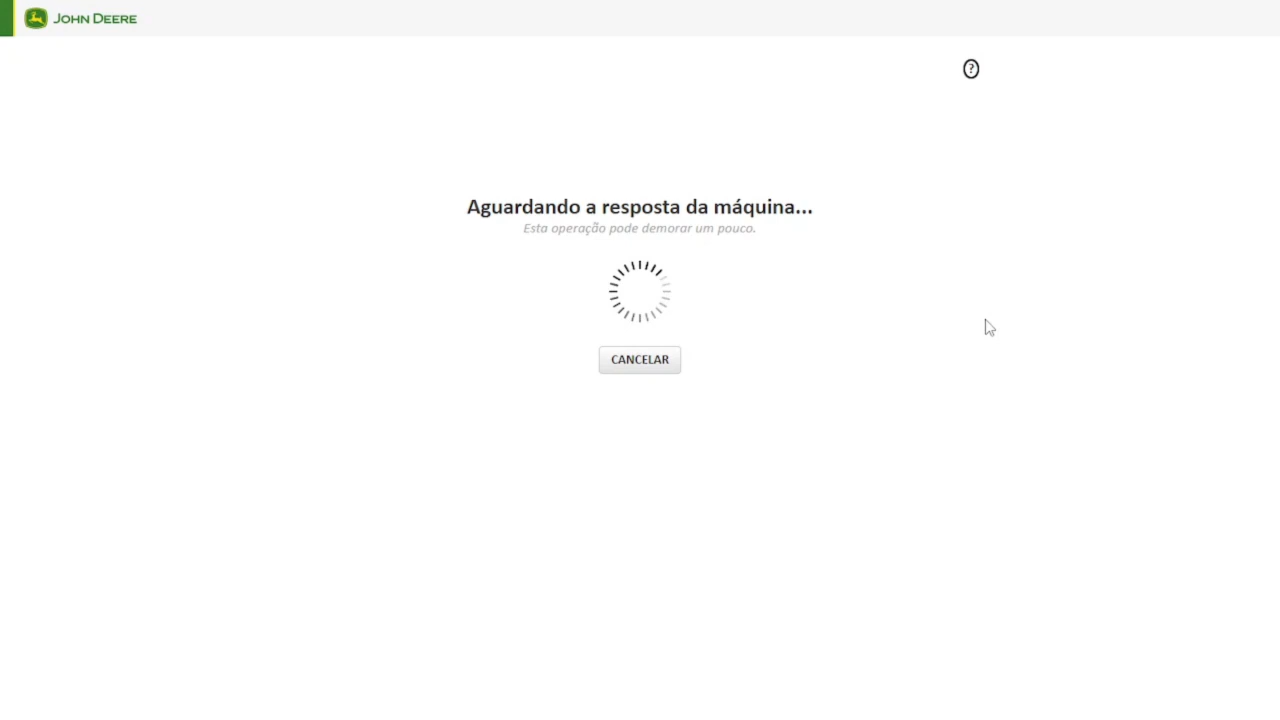 JOHN DEERE
?
Aguardando a resposta da máquina...
Esta operação pode demorar um pouco.
CANCELAR